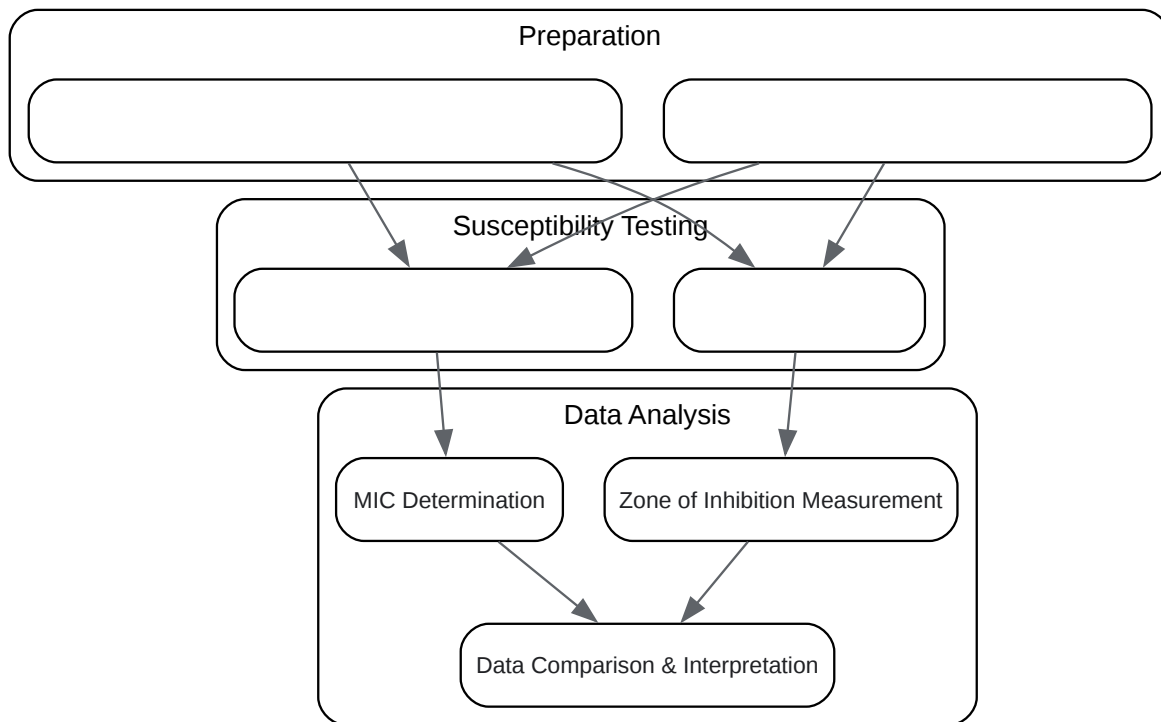 Preparation
Susceptibility Testing
Data Analysis
MIC Determination
Zone of Inhibition Measurement
Data Comparison & Interpretation